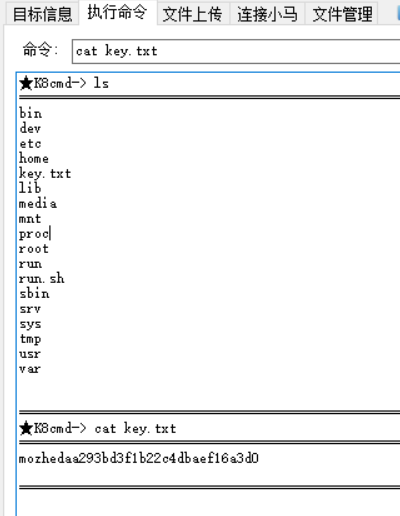 目标信息 执行命令 文件上传 连接小马 文件管理
命令: cat key.txt
★K8cmd-> ls
bin
dev
etc
home
key.txt
lib
media
mnt
proc
root
run
run.sh
sbin
srv
sys
tmp
usr
var
★K8cmd-> cat key.txt
mozhedaa293bd3f1b22c4dbaef16a3d0